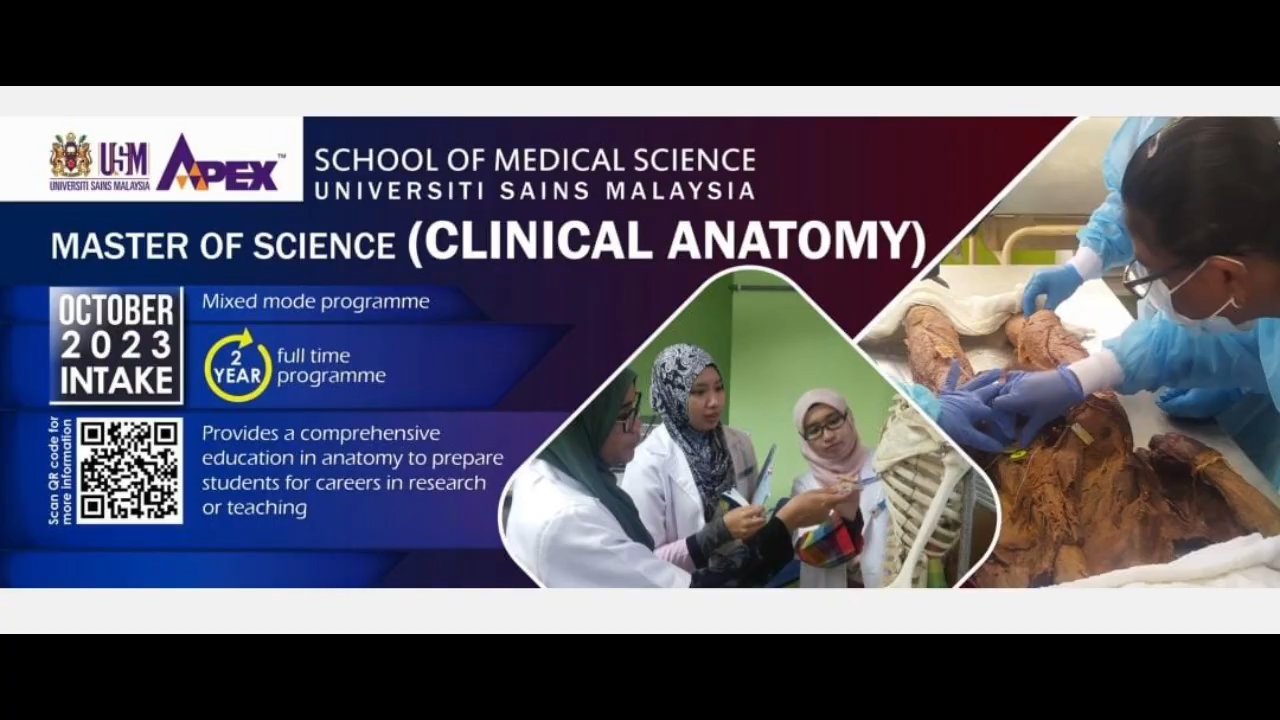 USM
UNIVERSITI SAINS MALAYSIA
APEX™
SCHOOL OF MEDICAL SCIENCE
UNIVERSITI SAINS MALAYSIA
MASTER OF SCIENCE (CLINICAL ANATOMY)
OCTOBER
2023
INTAKE
Mixed mode programme
2
YEAR
full time
programme
Scan QR code for
more information
Provides a comprehensive
education in anatomy to prepare
students for careers in research
or teaching